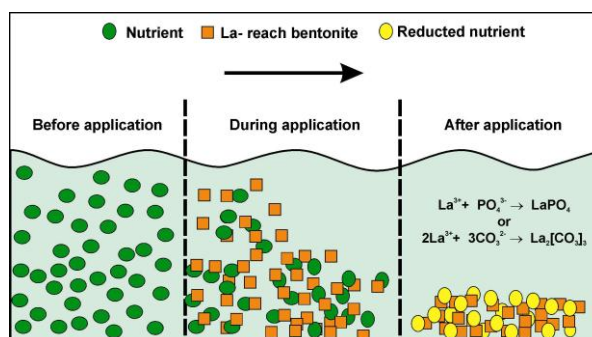 Nutrient La- reach bentonite Reducted nutrient
Before application During application After application
La³⁺+ PO₄³⁻→ LaPO₄
or
2La³⁺+ 3CO₃²⁻→ La₂[CO₃]₃